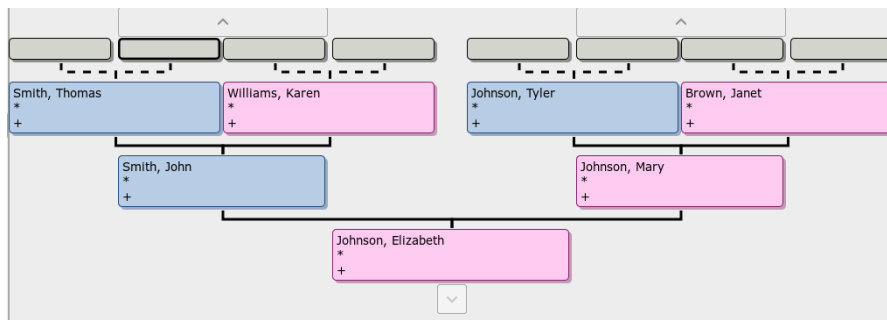 Smith, Thomas
*
+
Williams, Karen
*
+
Johnson, Tyler
*
+
Brown, Janet
*
+
Smith, John
*
+
Johnson, Mary
*
+
Johnson, Elizabeth
*
+